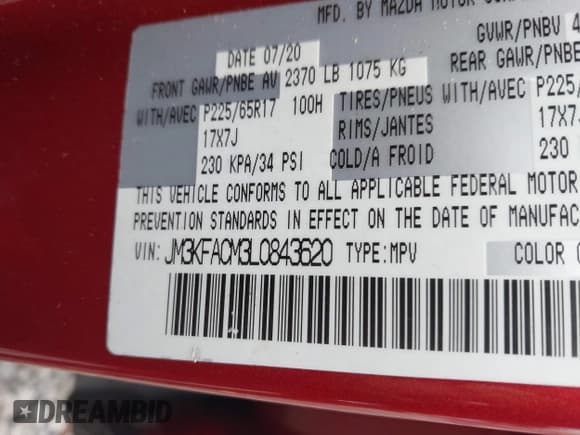 MFD. BY MAZDA MOTOR
DATE 07/20 GVWR/PNBV 4
FRONT GAWR/PNBE AV 2370 LB 1075 KG REAR GAWR/PNBE
WITH/AVEC P225/65R17 100H TIRES/PNEUS WITH/AVEC P225/
17X7J RIMS/JANTES 17X7J
230 KPA/34 PSI COLD/A FROID 230
THIS VEHICLE CONFORMS TO ALL APPLICABLE FEDERAL MOTOR
PREVENTION STANDARDS IN EFFECT ON THE DATE OF MANUFAC
VIN: JM3KFACM3L0843620 TYPE:MPV COLOR
DREAMBID